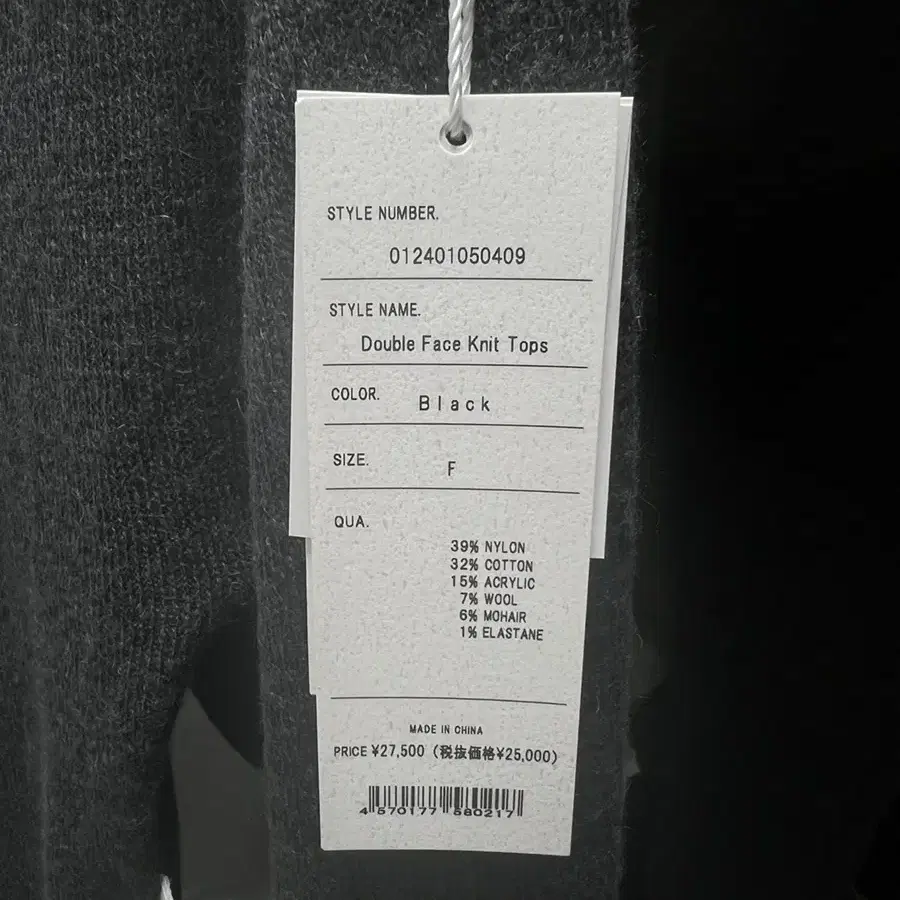 STYLE NUMBER.
012401050409
STYLE NAME.
Double Face Knit Tops
COLOR.
Black
SIZE.
F
QUA.
39% NYLON
32% COTTON
15% ACRYLIC
7% WOOL
6% MOHAIR
1% ELASTANE
MADE IN CHINA
PRICE ¥27,500 (税抜価格¥25,000)
4 570177 580217